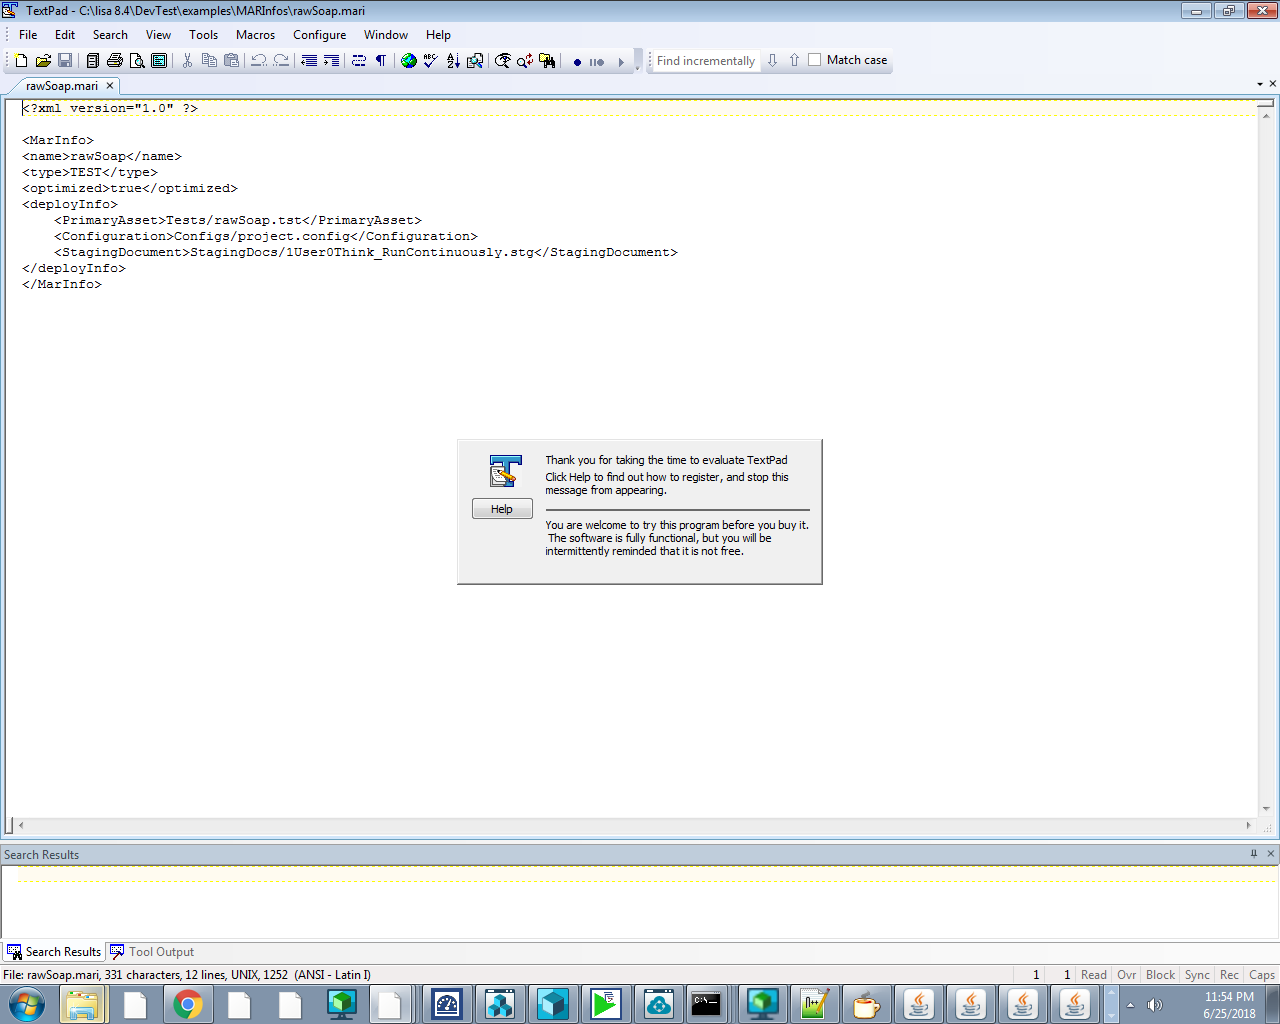 TextPad - C:\lisa 8.4\DevTest\examples\MARInfos\rawSoap.mari
File Edit Search View Tools Macros Configure Window Help
Find incrementally Match case
rawSoap.mari
<?xml version="1.0" ?>
<MarInfo>
<name>rawSoap</name>
<type>TEST</type>
<optimized>true</optimized>
<deployInfo>
    <PrimaryAsset>Tests/rawSoap.tst</PrimaryAsset>
    <Configuration>Configs/project.config</Configuration>
    <StagingDocument>StagingDocs/1User0Think_RunContinuously.stg</StagingDocument>
</deployInfo>
</MarInfo>
Thank you for taking the time to evaluate TextPad
Click Help to find out how to register, and stop this
message from appearing.
Help
You are welcome to try this program before you buy it.
The software is fully functional, but you will be
intermittently reminded that it is not free.
Search Results
Search Results Tool Output
File: rawSoap.mari, 331 characters, 12 lines, UNIX, 1252 (ANSI - Latin I) 1 1 Read Ovr Block Sync Rec Caps
11:54 PM
6/25/2018